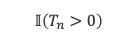 𝕀(Tₙ > 0)